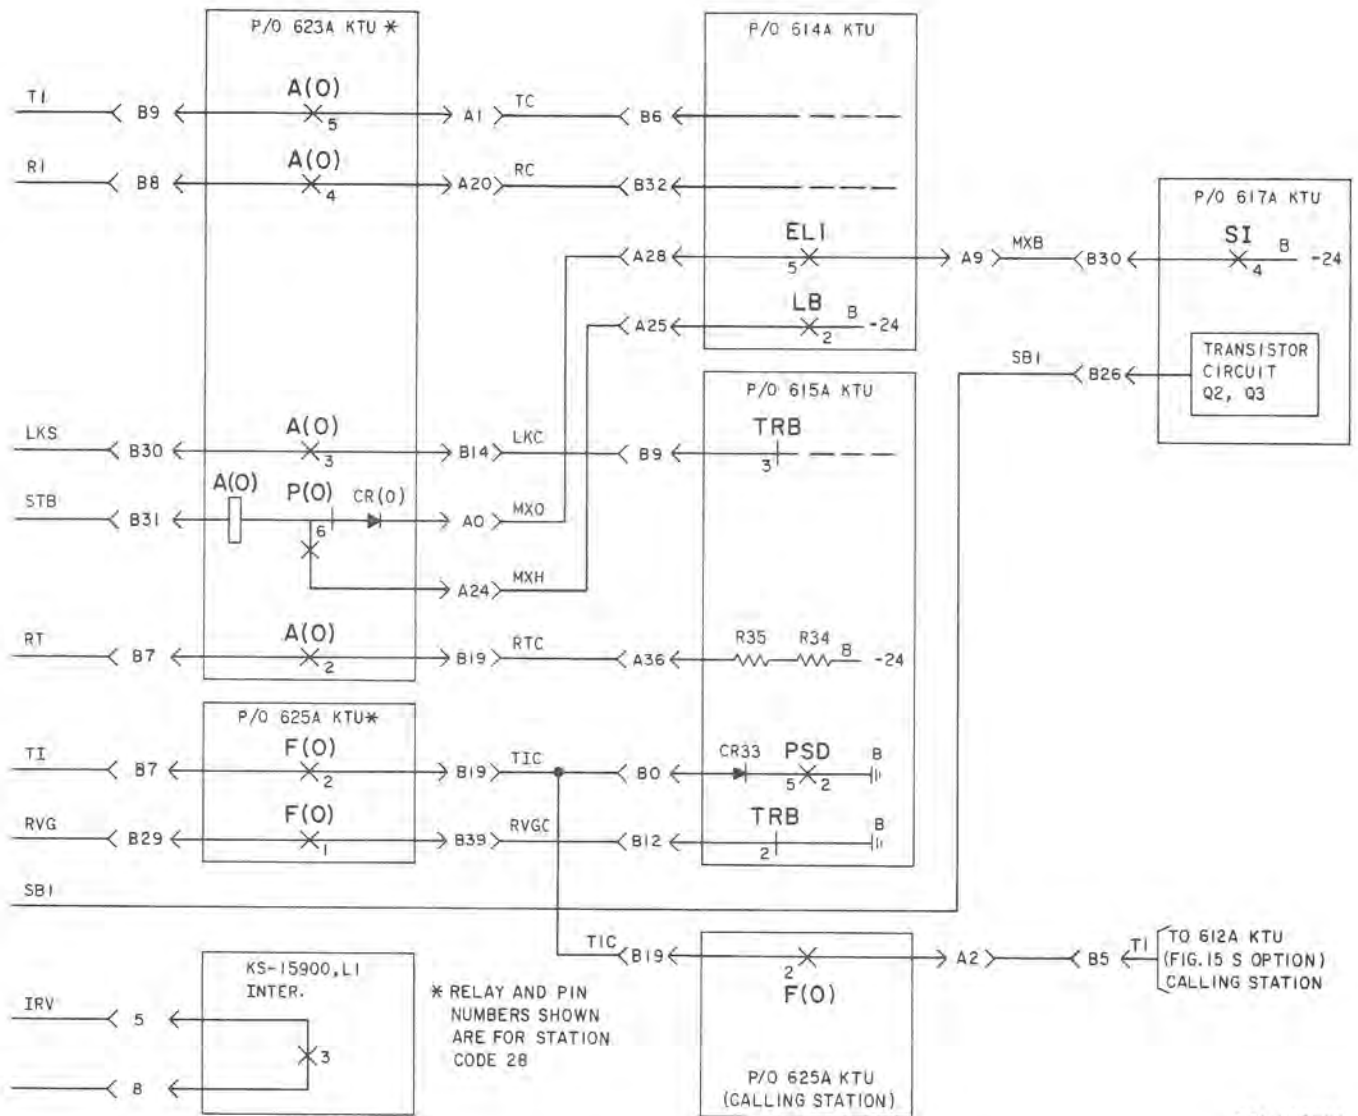 P/O 623A KTU *
P/O 614A KTU
A(O)
T1 B9 5 A1 TC B6
A(O)
R1 B8 4 A20 RC B32
P/O 617A KTU
EL1
SI
A28 5 A9 MXB B30 4 B -24
LB
A25 2 B -24
TRANSISTOR
CIRCUIT
Q2, Q3
SB1 B26
P/O 615A KTU
A(O)
TRB
LKS B30 3 B14 LKC B9 3
A(O) P(O) CR(O)
STB B31 6 A0 MXO
A24 MXH
A(O)
R35 R34
RT B7 2 B19 RTC A36 B -24
P/O 625A KTU*
F(O)
CR33 PSD B
TI B7 2 B19 TIC B0 5 2
F(O)
TRB B
RVG B29 1 B39 RVGC B12 2
SB1
KS-15900, L1
INTER.
IRV 5
3
8
* RELAY AND PIN
NUMBERS SHOWN
ARE FOR STATION
CODE 28
TIC B19 2 A2 B5 T1
F(O)
TO 612A KTU
(FIG.15 S OPTION)
CALLING STATION
P/O 625A KTU
(CALLING STATION)